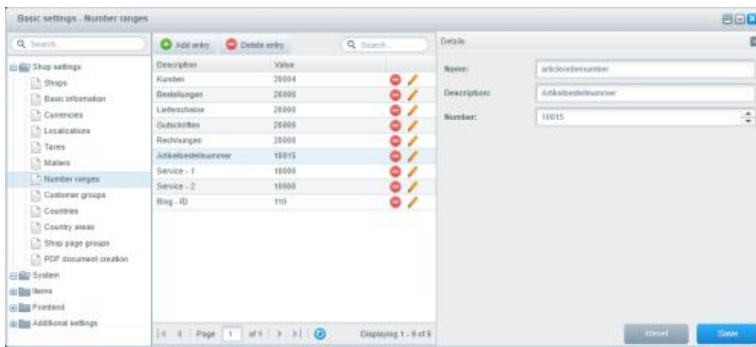 Basic settings - Number ranges
Search...
Add entry
Delete entry
Search...
Details
Shop settings
Shops
Basic information
Currencies
Localizations
Taxes
Mailers
Number ranges
Customer groups
Countries
Country areas
Shop page groups
PDF document creation
System
Items
Frontend
Additional settings
Description Value
Kunden 20004
Bestellungen 20000
Lieferscheine 20000
Gutschriften 20000
Rechnungen 20000
Artikelbestellnummer 10015
Service - 1 10000
Service - 2 10000
Blog - ID 110
Page 1 of 1
Displaying 1 - 9 of 9
Name: articleordernumber
Description: Artikelbestellnummer
Number: 10015
Reset
Save